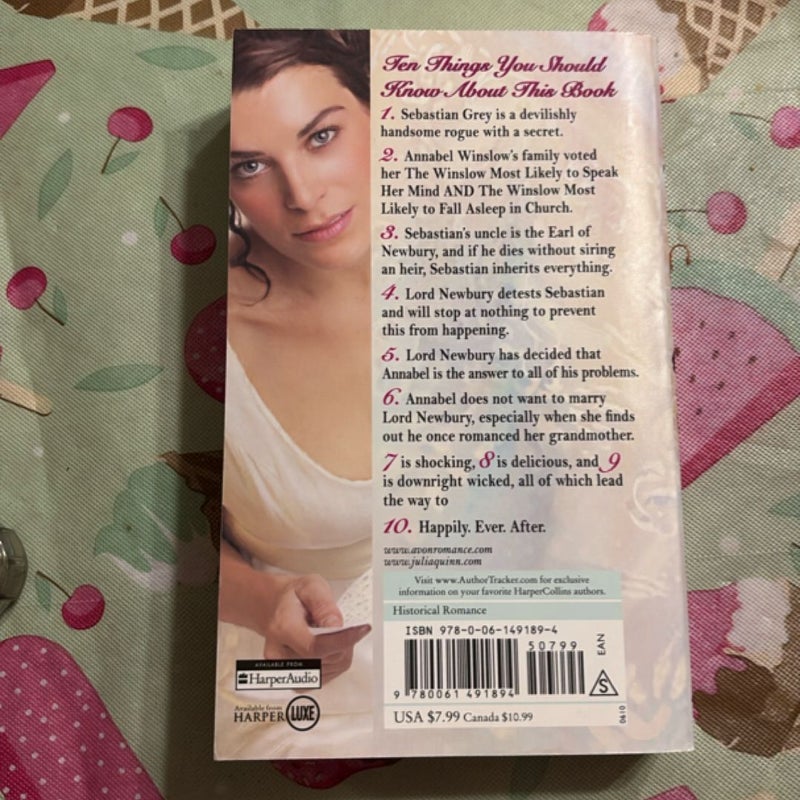 Ten Things You Should
Know About This Book
1. Sebastian Grey is a devilishly
handsome rogue with a secret.
2. Annabel Winslow's family voted
her The Winslow Most Likely to Speak
Her Mind AND The Winslow Most
Likely to Fall Asleep in Church.
3. Sebastian's uncle is the Earl of
Newbury, and if he dies without siring
an heir, Sebastian inherits everything.
4. Lord Newbury detests Sebastian
and will stop at nothing to prevent
this from happening.
5. Lord Newbury has decided that
Annabel is the answer to all of his problems.
6. Annabel does not want to marry
Lord Newbury, especially when she finds
out he once romanced her grandmother.
7 is shocking, 8 is delicious, and 9
is downright wicked, all of which lead
the way to
10. Happily. Ever. After.
www.avonromance.com
www.juliaquinn.com
Visit www.AuthorTracker.com for exclusive
information on your favorite HarperCollins authors.
Historical Romance
ISBN 978-0-06-149189-4
50799
EAN
9 780061 491894
S
USA $7.99 Canada $10.99
0610
AVAILABLE FROM
HarperAudio
Available from
HARPER LUXE